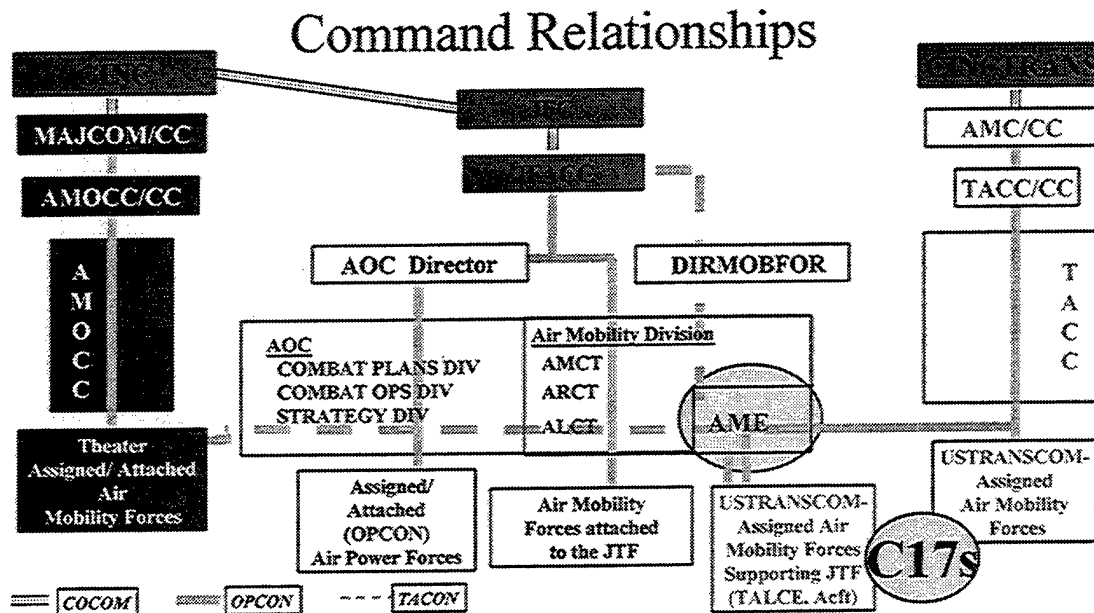 Command Relationships
CINCTRANS
MAJCOM/CC
AMC/CC
AMOCC/CC
TACC/CC
AOC Director
DIRMOBFOR
A
M
O
C
C
T
A
C
C
AOC
COMBAT PLANS DIV
COMBAT OPS DIV
STRATEGY DIV
Air Mobility Division
AMCT
ARCT
ALCT
AME
Theater
Assigned/ Attached
Air
Mobility Forces
Assigned/
Attached
(OPCON)
Air Power Forces
Air Mobility
Forces attached
to the JTF
USTRANSCOM-
Assigned Air
Mobility Forces
Supporting JTF
(TALCE, Acft)
USTRANSCOM-
Assigned
Air Mobility
Forces
C17s
COCOM
OPCON
TACON